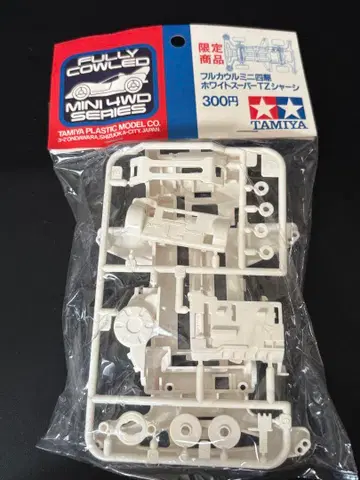 FULLY
COWLED
MINI 4WD
SERIES
TAMIYA PLASTIC MODEL CO.
3-7 ONDAWARA, SHIZUOKA-CITY, JAPAN.
限定
商品
フルカウルミニ四駆
ホワイトスーパーTZシャーシ
300円
TAMIYA